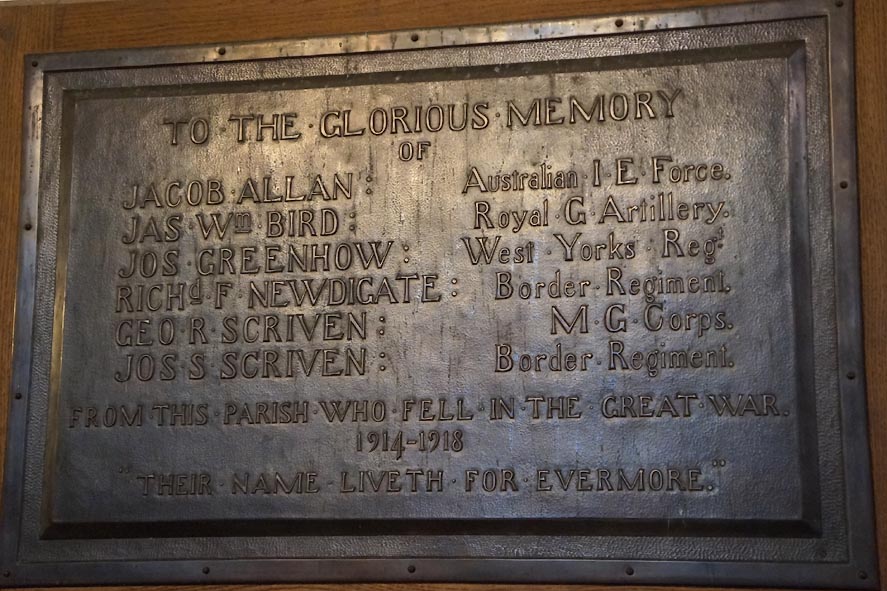 TO · THE · GLORIOUS · MEMORY
OF
JACOB · ALLAN : Australian · I · E · Force.
JAS · Wm · BIRD : Royal · G · Artillery.
JOS · GREENHOW : West · Yorks · Regt.
RICHd · F · NEWDIGATE : Border · Regiment.
GEO · R · SCRIVEN : M · G · Corps.
JOS · S · SCRIVEN : Border · Regiment.
FROM · THIS · PARISH · WHO · FELL · IN · THE · GREAT · WAR.
1914-1918
"THEIR · NAME · LIVETH · FOR · EVERMORE."